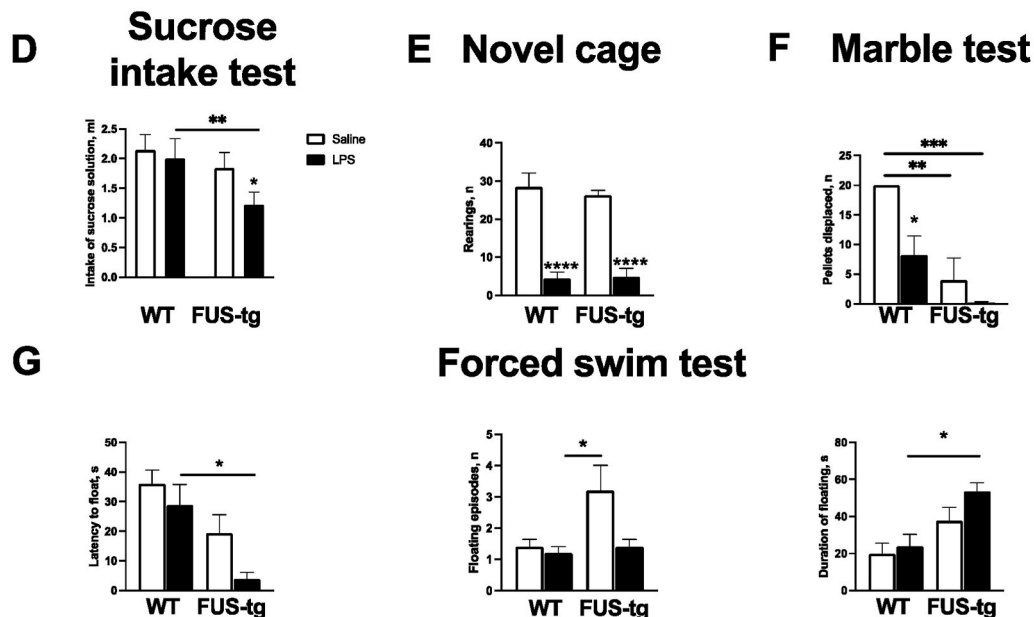 D Sucrose intake test
Intake of sucrose solution, ml
2.5
2.0
1.5
1.0
0.5
0.0
**
*
WT FUS-tg
Saline
LPS
E Novel cage
Rearings, n
40
30
20
10
0
****
****
WT FUS-tg
F Marble test
Pellets displaced, n
25
20
15
10
5
0
***
**
*
WT FUS-tg
G Forced swim test
Latency to float, s
50
40
30
20
10
0
*
WT FUS-tg
Floating episodes, n
5
4
3
2
1
0
*
WT FUS-tg
Duration of floating, s
80
60
40
20
0
*
WT FUS-tg